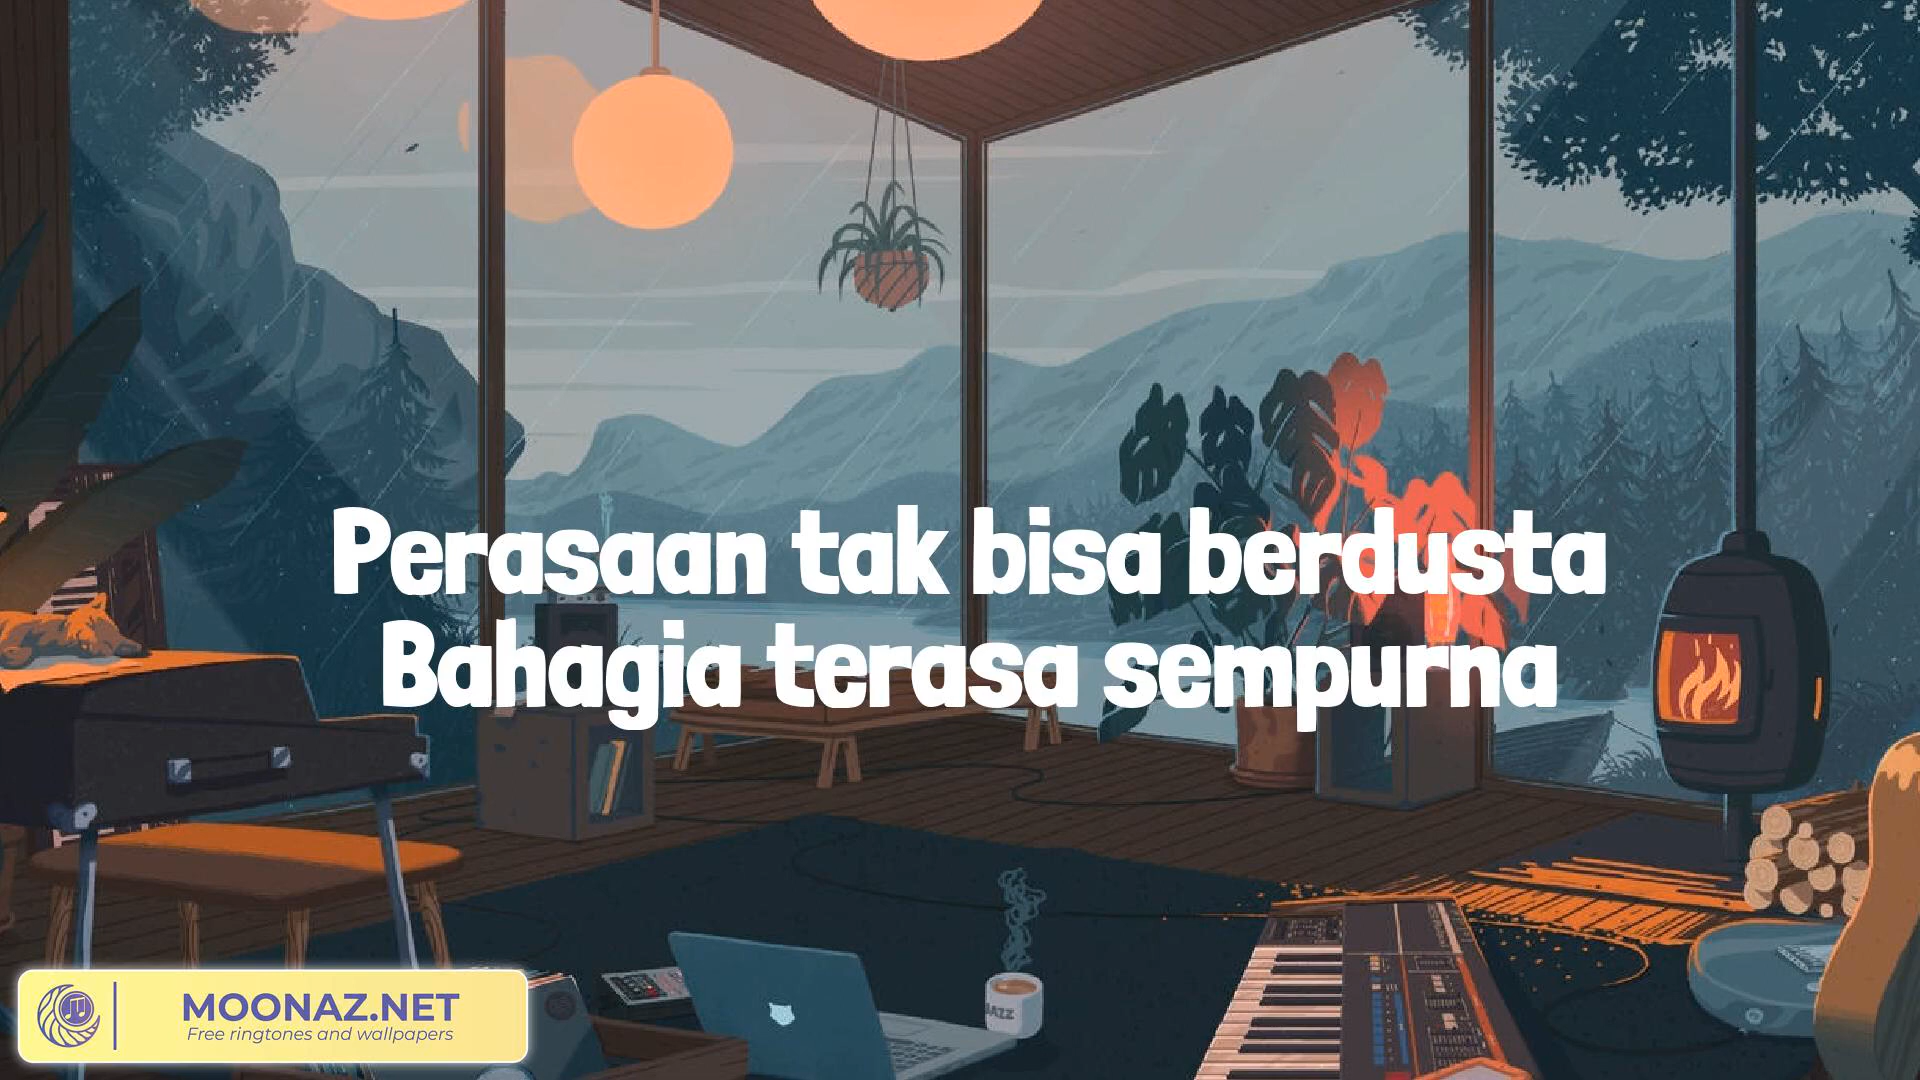 Perasaan tak bisa berdusta
Bahagia terasa sempurna
JAZZ
MOONAZ.NET
Free ringtones and wallpapers